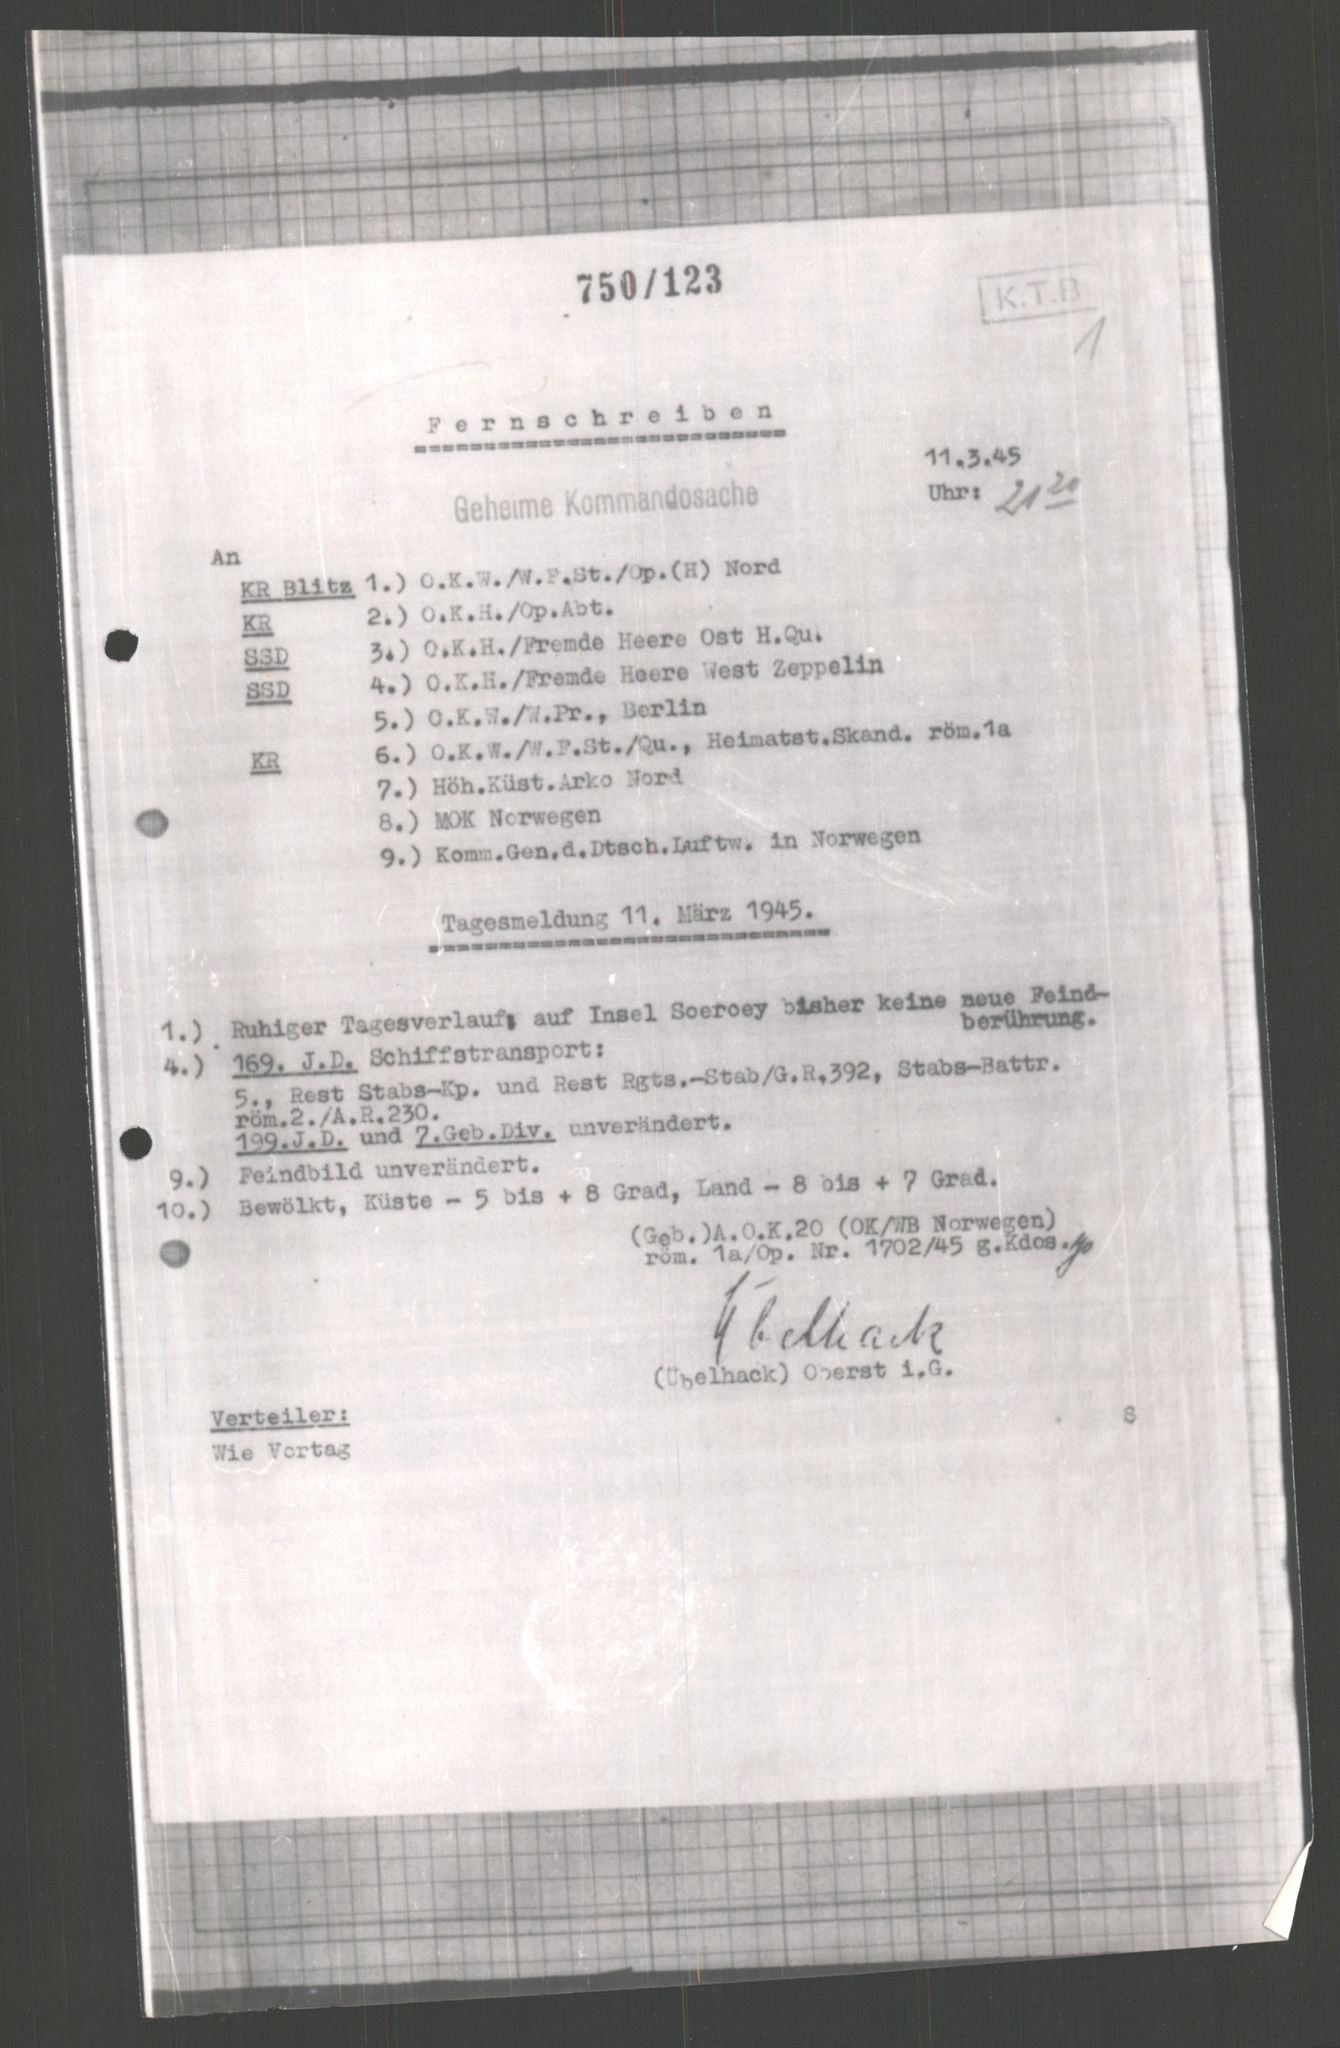 750/123
K.T.B
1
Fernschreiben
11.3.45
Geheime Kommandosache
Uhr: 21 20
An
KR Blitz 1.) O.K.W./W.F.St./Op.(H) Nord
KR 2.) O.K.H./Op.Abt.
SSD 3.) O.K.H./Fremde Heere Ost H.Qu.
SSD 4.) O.K.H./Fremde Heere West Zeppelin
5.) O.K.W./W.Pr., Berlin
KR 6.) O.K.W./W.F.St./Qu., Heimatst.Skand. röm.1a
7.) Höh.Küst.Arko Nord
8.) MOK Norwegen
9.) Komm.Gen.d.Dtsch.Luftw. in Norwegen
Tagesmeldung 11. März 1945.
1.) Ruhiger Tagesverlauf, auf Insel Soeroey bisher keine neue Feind-
berührung.
4.) 169. J.D. Schiffstransport:
5., Rest Stabs-Kp. und Rest Rgts.-Stab/G.R.392, Stabs-Battr.
röm.2./A.R.230.
199.J.D. und 7.Geb.Div. unverändert.
9.) Feindbild unverändert.
10.) Bewölkt, Küste - 5 bis + 8 Grad, Land - 8 bis + 7 Grad.
(Geb.)A.O.K.20 (OK/WB Norwegen)
röm. 1a/Op. Nr. 1702/45 g.Kdos.
Übelhack
(Übelhack) Oberst i.G.
Verteiler:
S
Wie Vortag